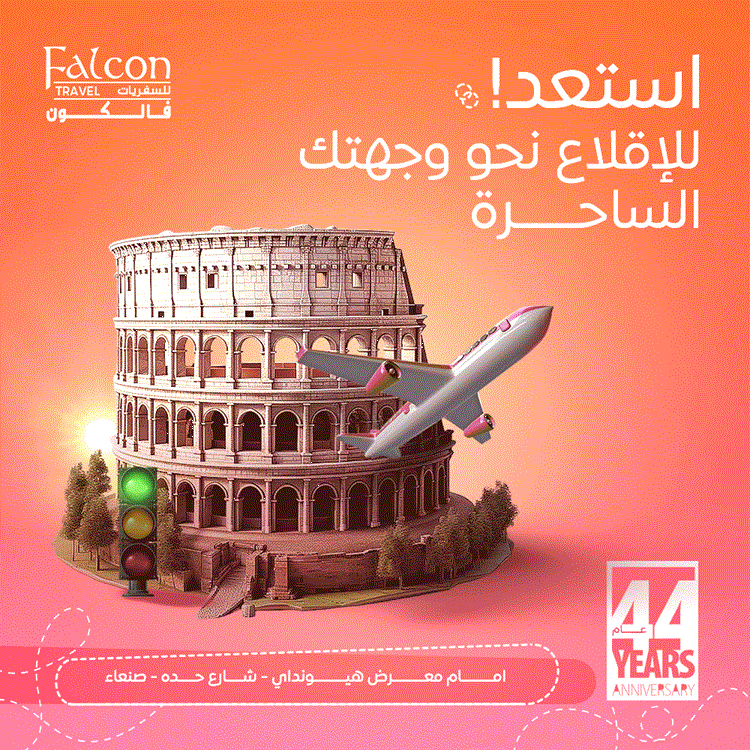 Falcon
TRAVEL للسفريات
فالكون
استعد!
للإقلاع نحو وجهتك
الساحرة
امام معرض هيونداي - شارع حده - صنعاء
44
عام
YEARS
ANNIVERSARY